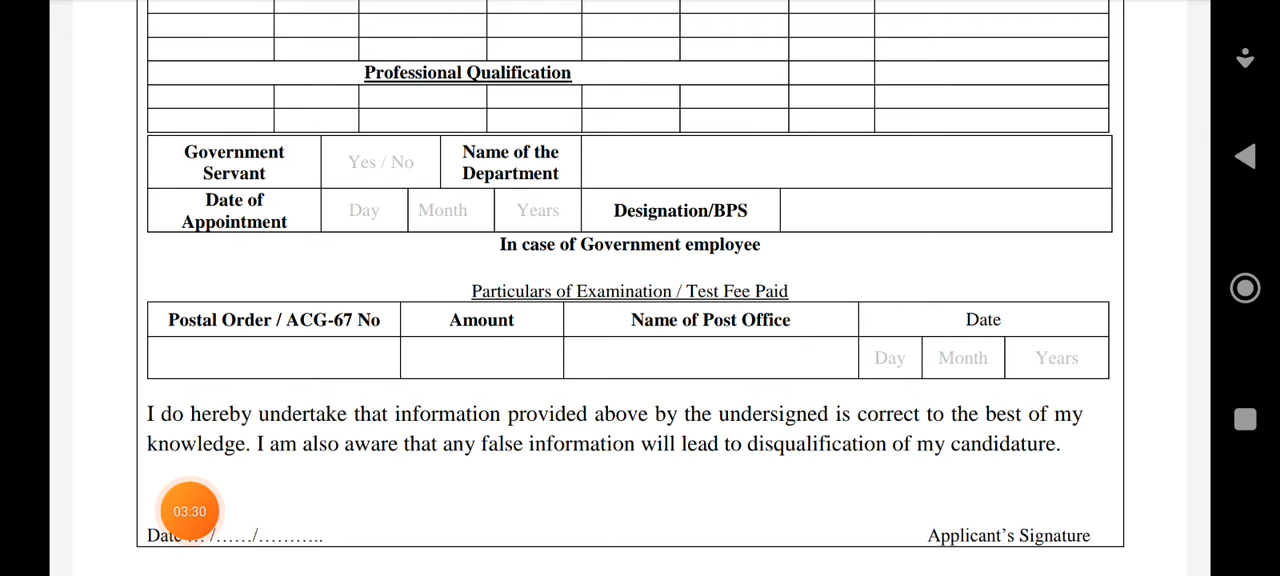 Professional Qualification
Government Servant
Yes / No
Name of the Department
Date of Appointment
Day
Month
Years
Designation/BPS
In case of Government employee
Particulars of Examination / Test Fee Paid
Postal Order / ACG-67 No
Amount
Name of Post Office
Date
Day
Month
Years
I do hereby undertake that information provided above by the undersigned is correct to the best of my
knowledge. I am also aware that any false information will lead to disqualification of my candidature.
03:30
Date … /……/………..
Applicant’s Signature